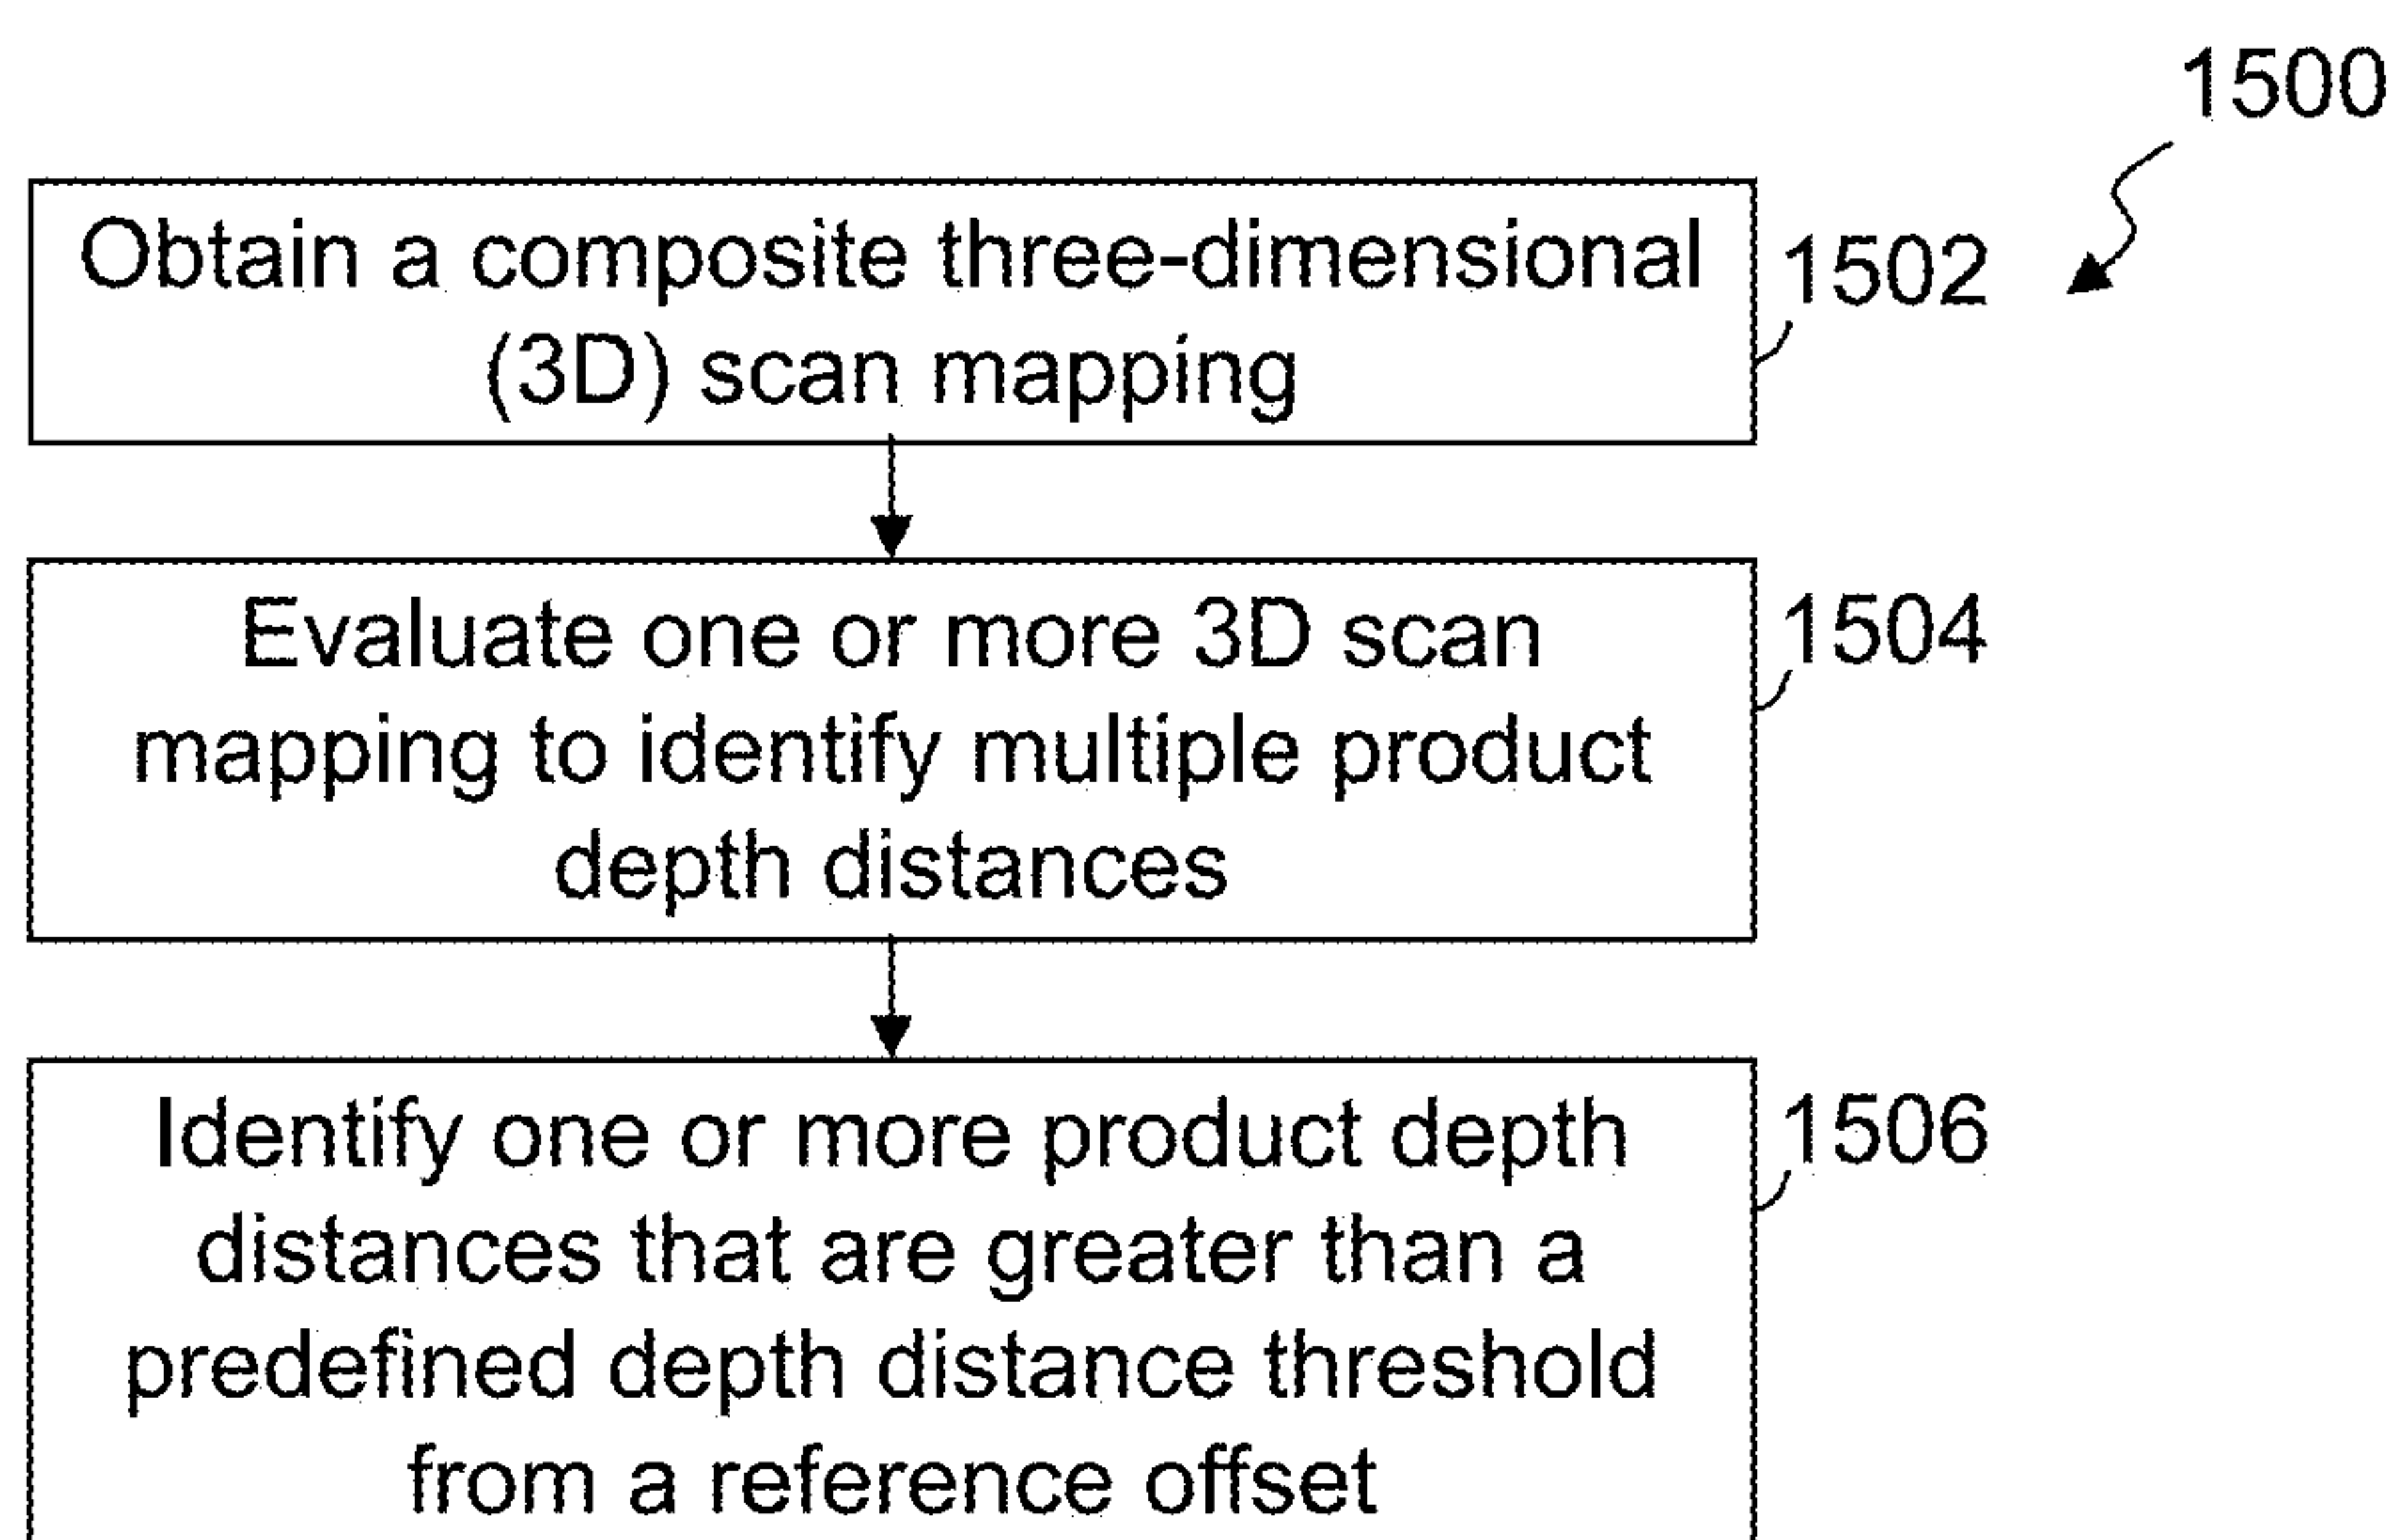 1500
Obtain a composite three-dimensional
(3D) scan mapping
1502
Evaluate one or more 3D scan
mapping to identify multiple product
depth distances
1504
Identify one or more product depth
distances that are greater than a
predefined depth distance threshold
from a reference offset
1506